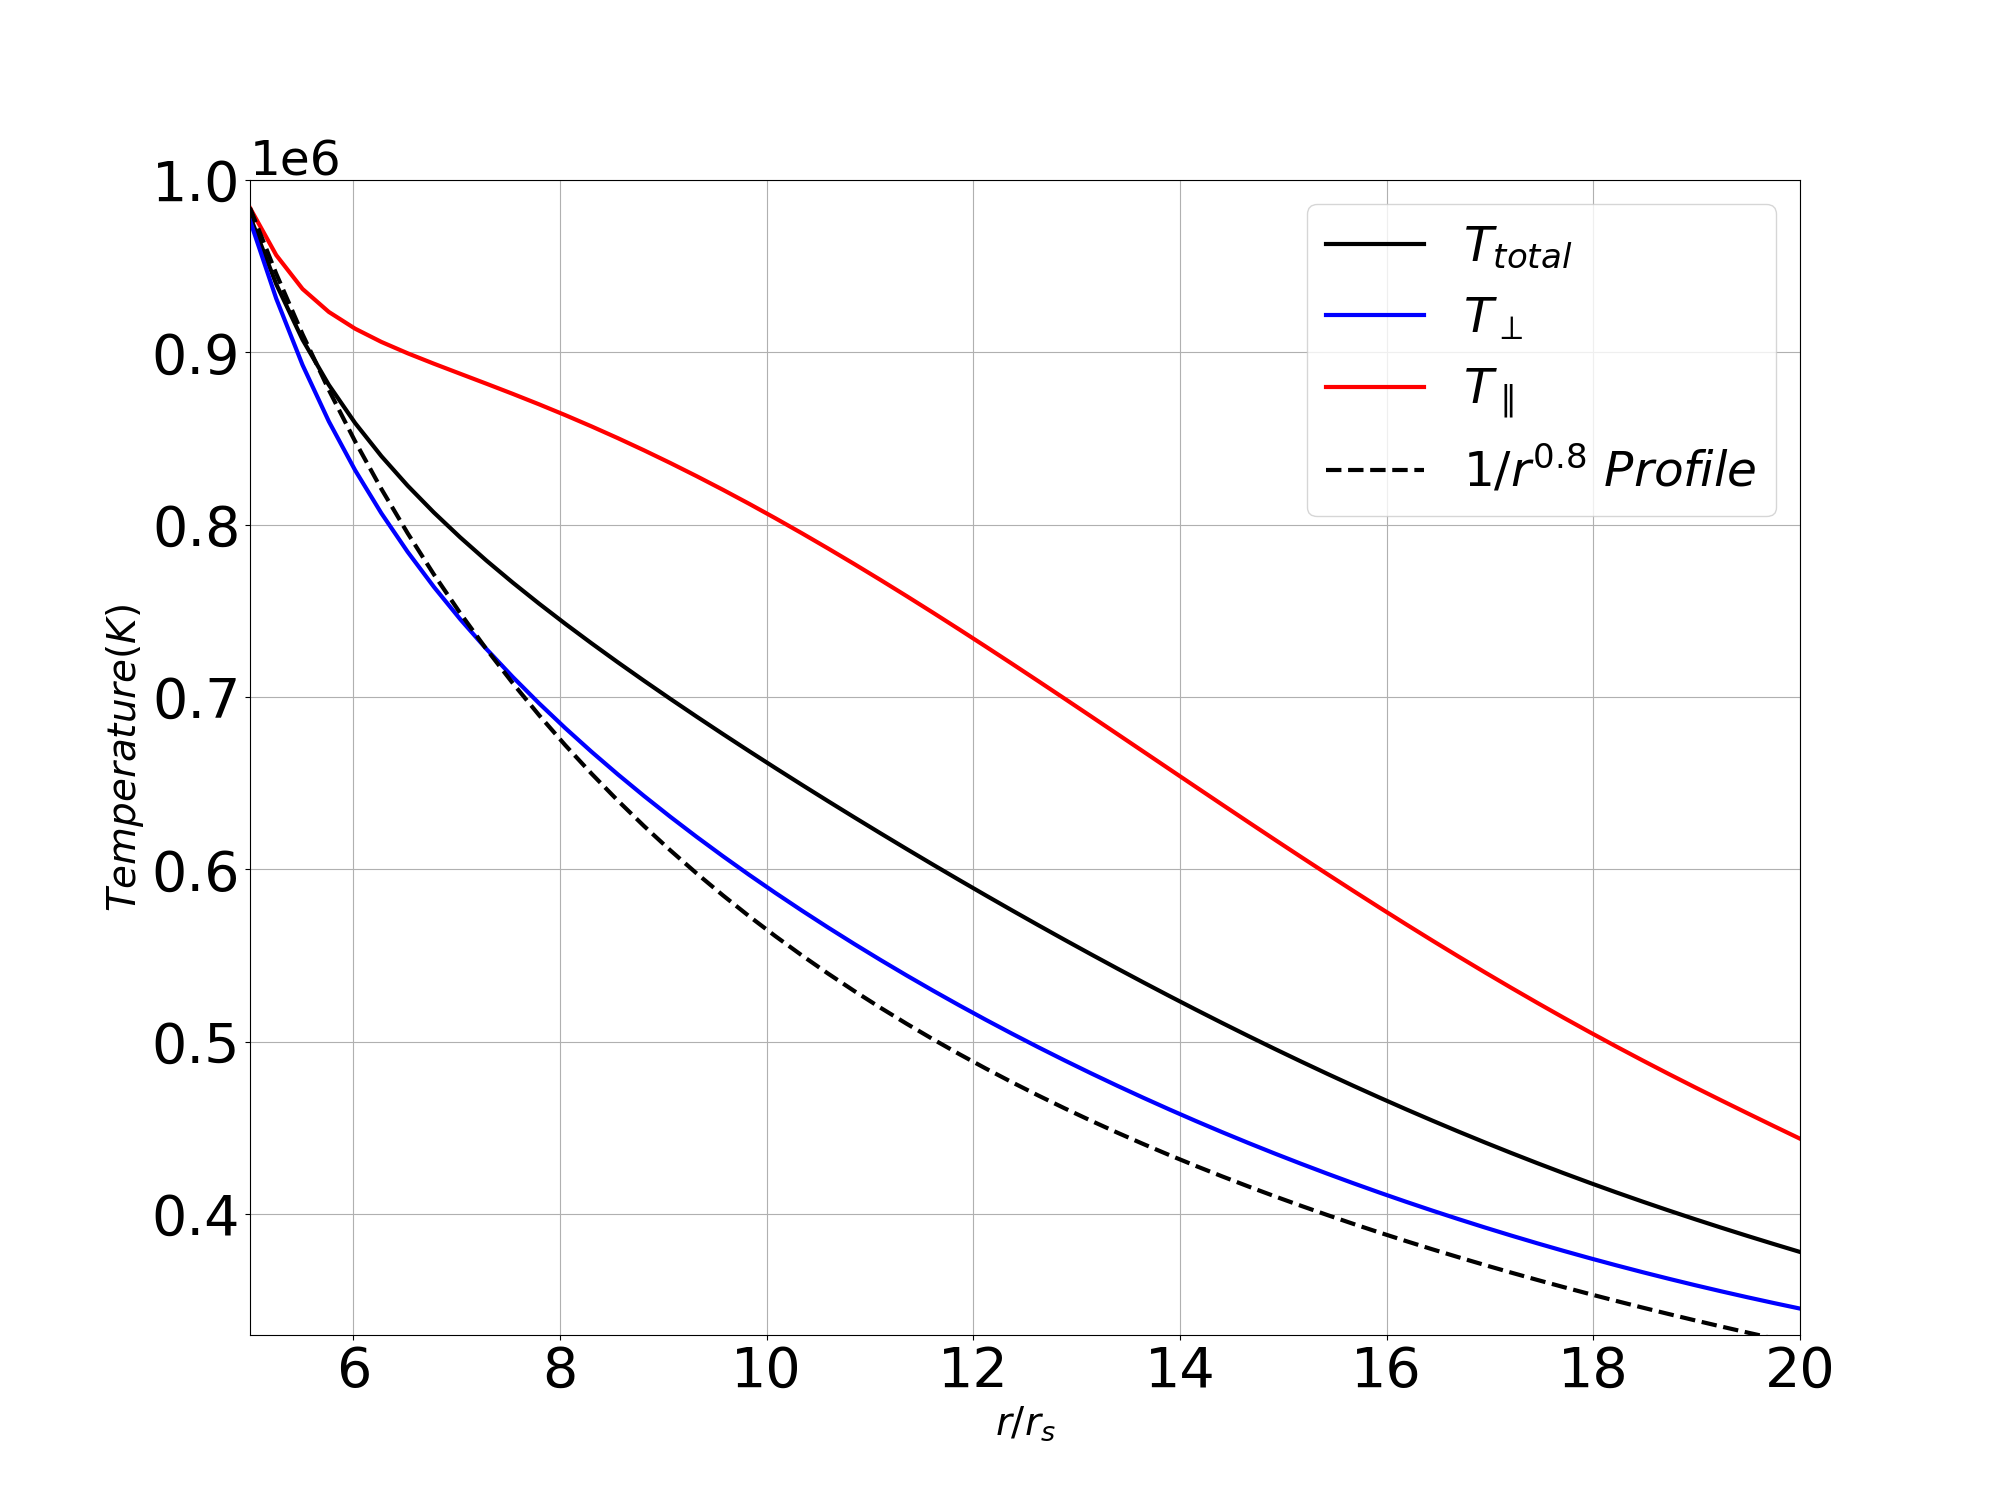 1e6
1.0
0.9
0.8
0.7
0.6
0.5
0.4
Temperature(K)
T_total
T_⊥
T_∥
1/r^0.8 Profile
6 8 10 12 14 16 18 20
r/r_s